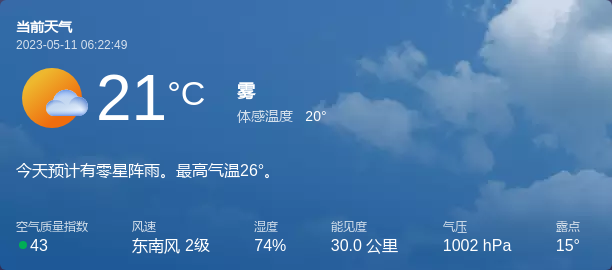 当前天气
2023-05-11 06:22:49
21°C
雾
体感温度 20°
今天预计有零星阵雨。最高气温26°。
空气质量指数 风速 湿度 能见度 气压 露点
43 东南风 2级 74% 30.0 公里 1002 hPa 15°